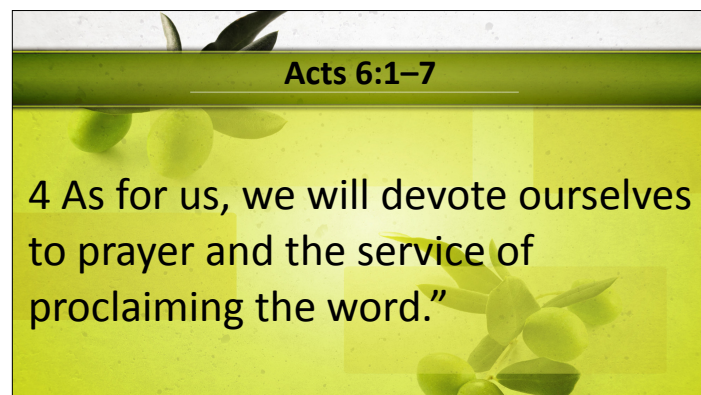 Acts 6:1–7
4 As for us, we will devote ourselves
to prayer and the service of
proclaiming the word.”